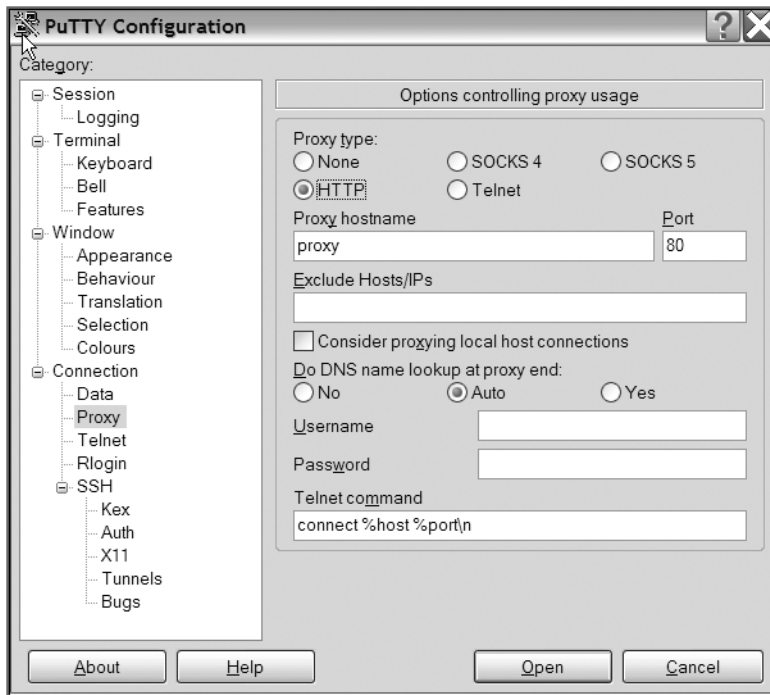 PuTTY Configuration
?
Category:
Session
Logging
Terminal
Keyboard
Bell
Features
Window
Appearance
Behaviour
Translation
Selection
Colours
Connection
Data
Proxy
Telnet
Rlogin
SSH
Kex
Auth
X11
Tunnels
Bugs
Options controlling proxy usage
Proxy type:
None SOCKS 4 SOCKS 5
HTTP Telnet
Proxy hostname Port
proxy 80
Exclude Hosts/IPs
Consider proxying local host connections
Do DNS name lookup at proxy end:
No Auto Yes
Username
Password
Telnet command
connect %host %port\n
About Help Open Cancel